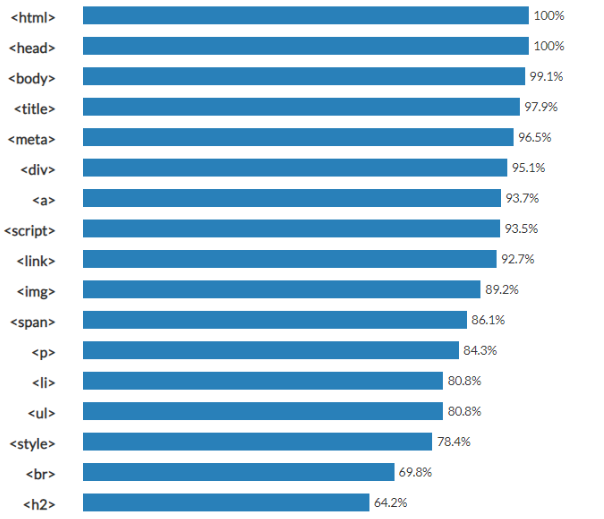 <html> 100%
<head> 100%
<body> 99.1%
<title> 97.9%
<meta> 96.5%
<div> 95.1%
<a> 93.7%
<script> 93.5%
<link> 92.7%
<img> 89.2%
<span> 86.1%
<p> 84.3%
<li> 80.8%
<ul> 80.8%
<style> 78.4%
<br> 69.8%
<h2> 64.2%